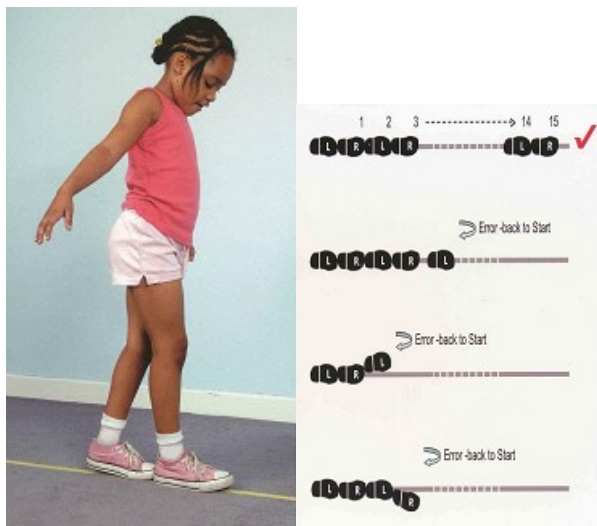 1 2 3 14 15
L R L R L R
Error -back to Start
L R L R L
Error -back to Start
L R L
Error -back to Start
L R L R